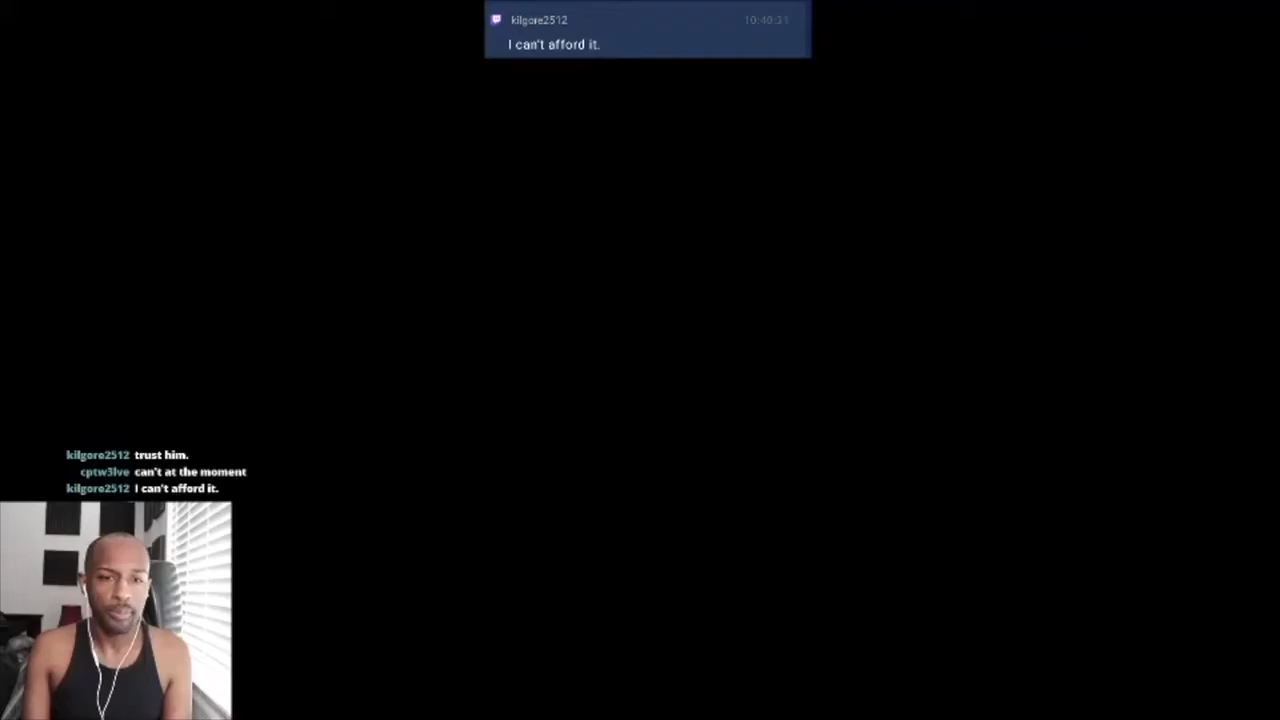 kilgore2512 10:40:31
I can't afford it.
kilgore2512 trust him.
cptw3lve can't at the moment
kilgore2512 I can't afford it.